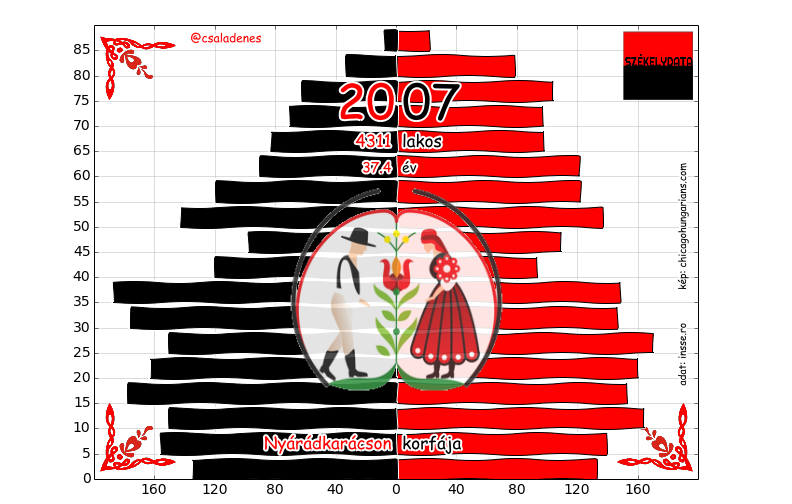 @csaladenes
SZÉKELYDATA
2007
4311 lakos
37.4 év
Nyárádkarácson korfája
kép: chicagohungarians.com
adat: insse.ro
85
80
75
70
65
60
55
50
45
40
35
30
25
20
15
10
5
0
160 120 80 40 0 40 80 120 160